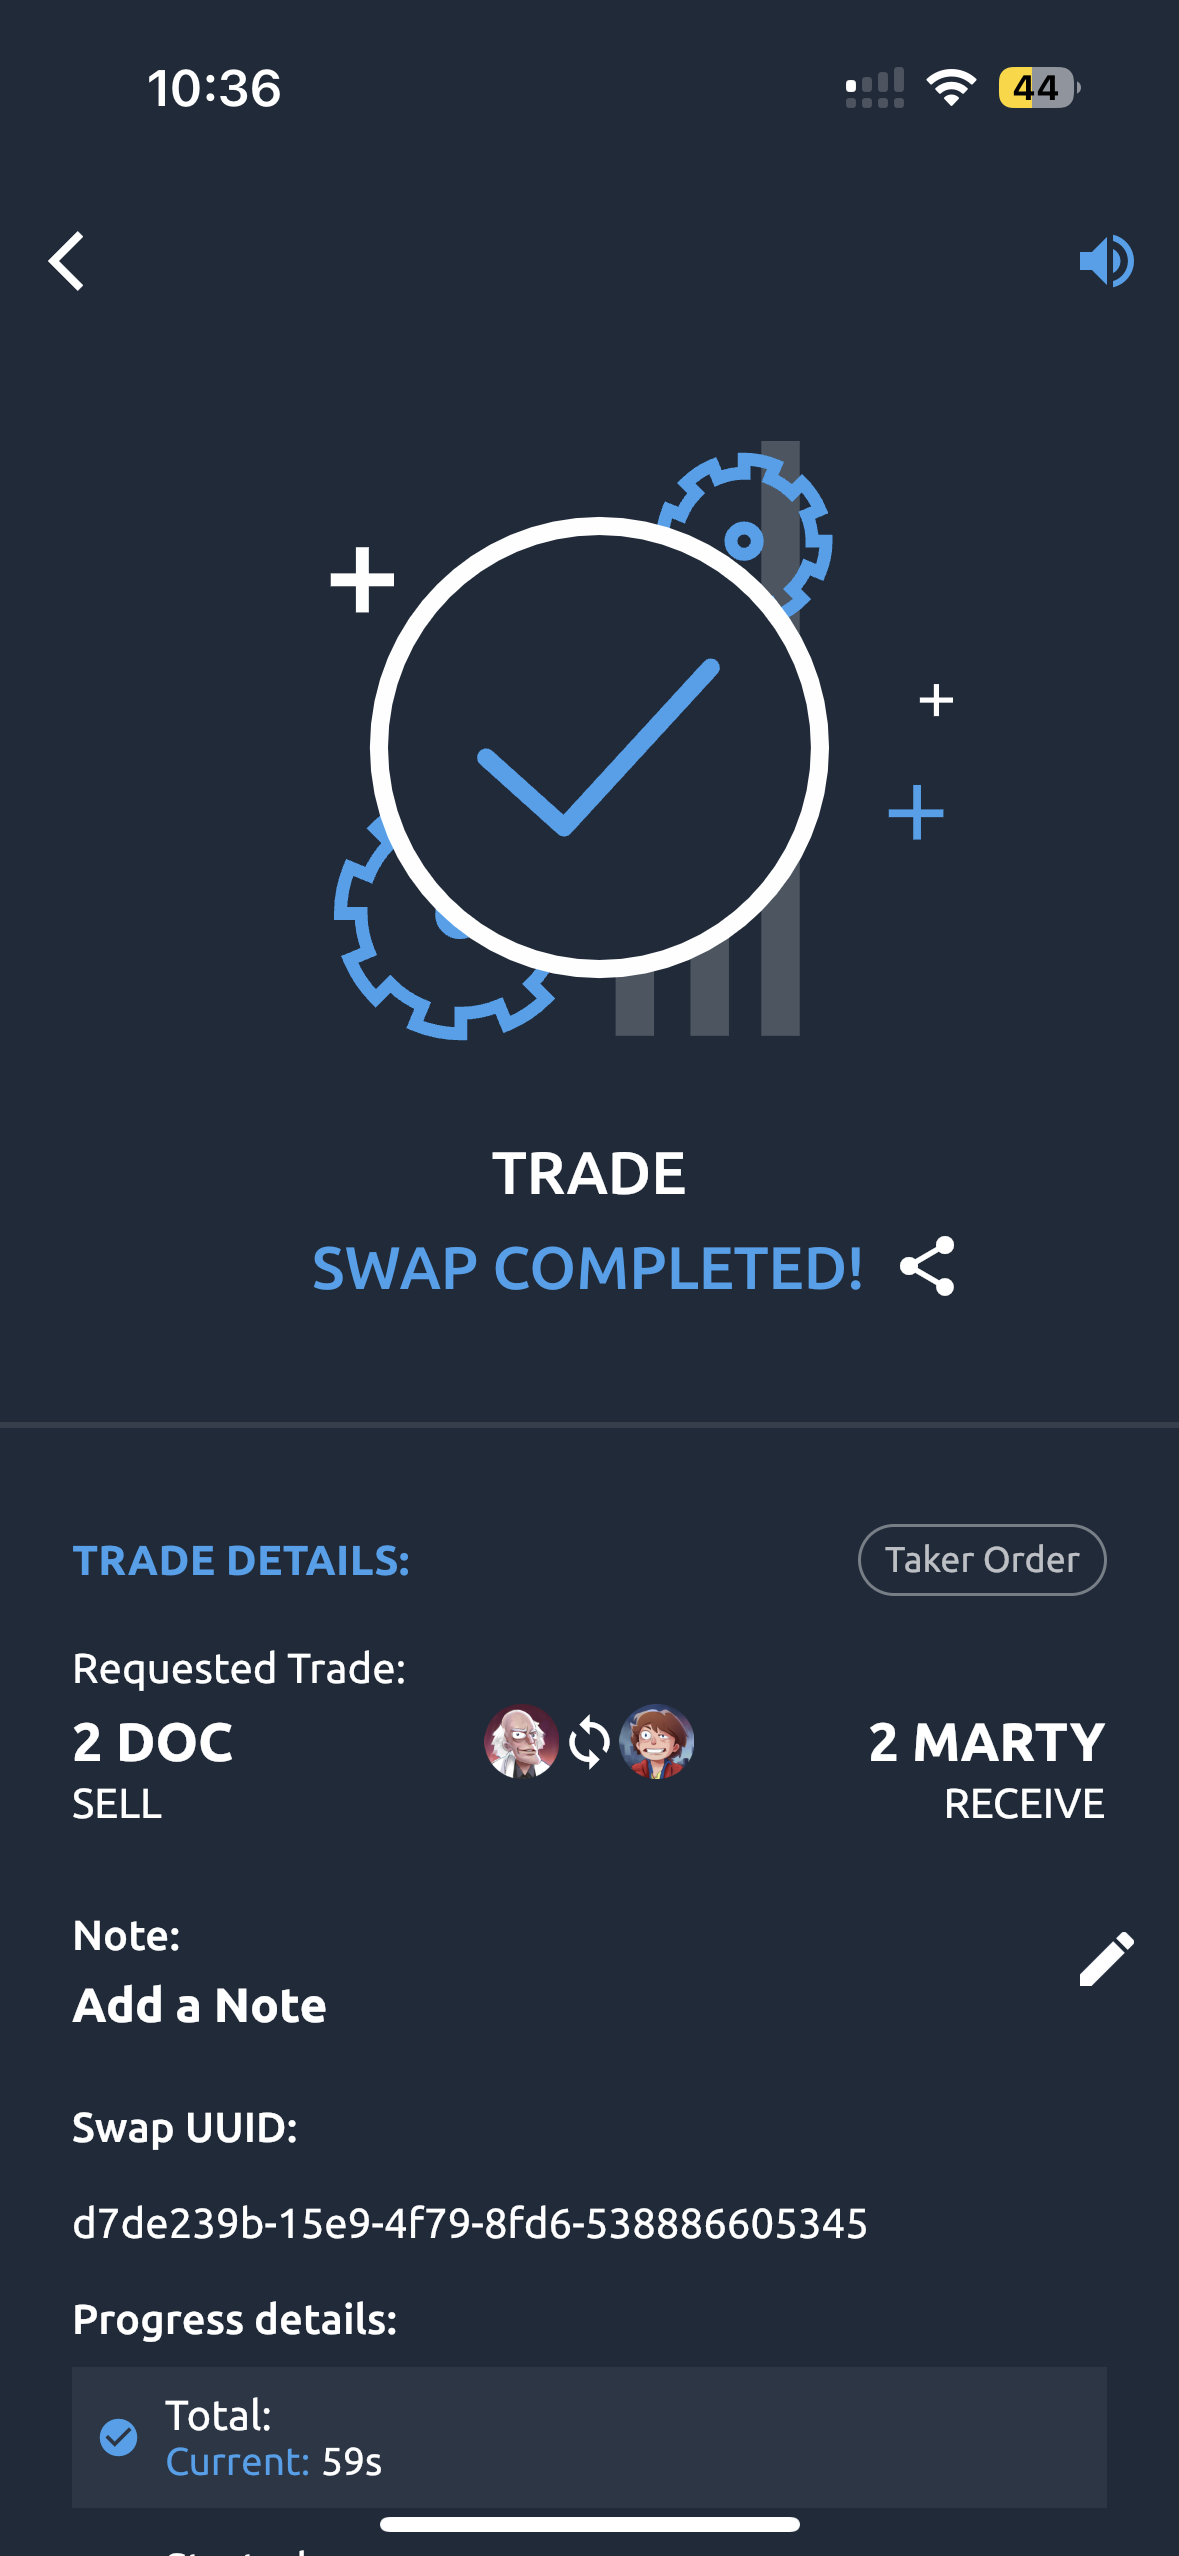 10:36
44
TRADE
SWAP COMPLETED!
TRADE DETAILS:
Taker Order
Requested Trade:
2 DOC
2 MARTY
SELL
RECEIVE
Note:
Add a Note
Swap UUID:
d7de239b-15e9-4f79-8fd6-538886605345
Progress details:
Total:
Current: 59s